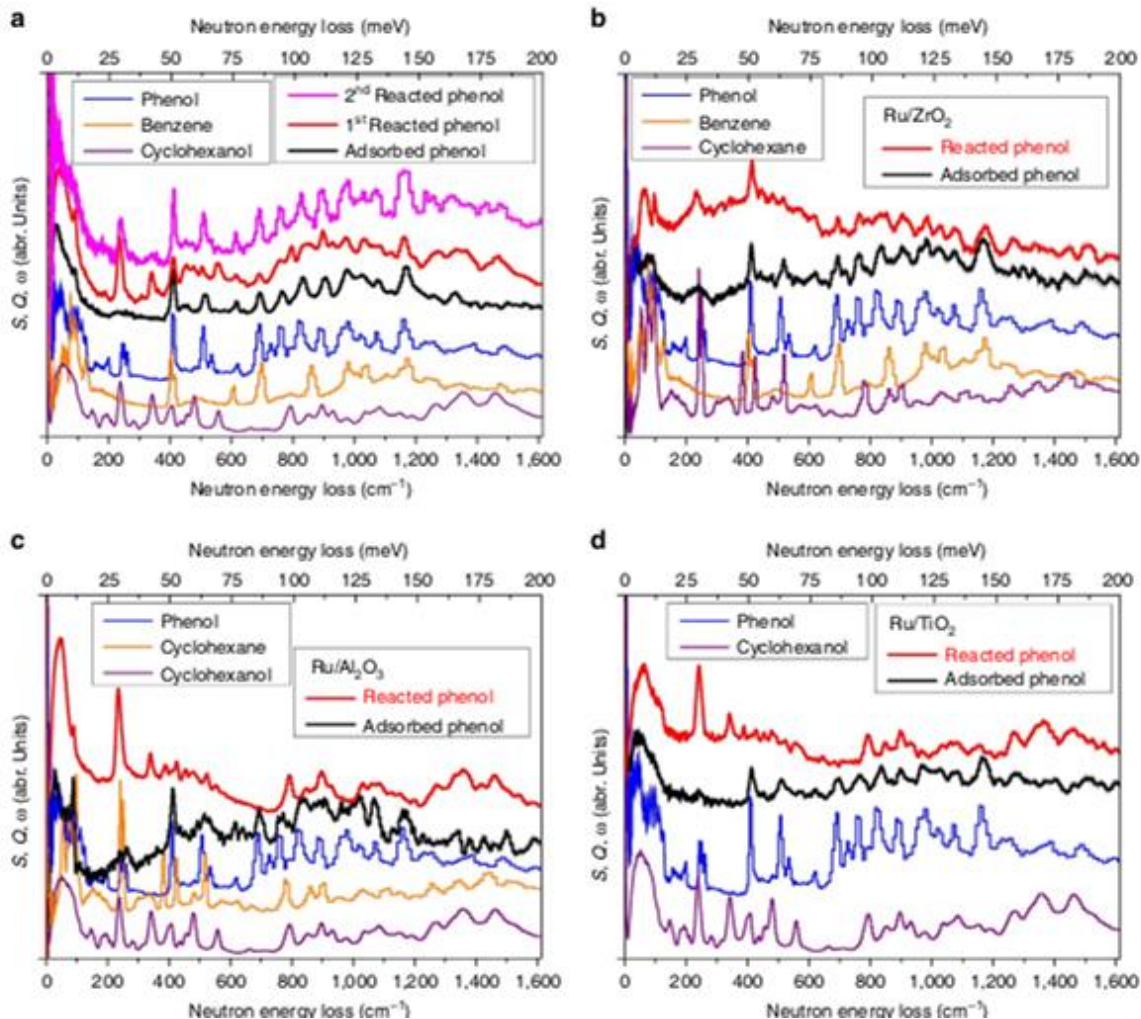 a
Neutron energy loss (meV)
0 25 50 75 100 125 150 175 200
Phenol
Benzene
Cyclohexanol
2nd Reacted phenol
1st Reacted phenol
Adsorbed phenol
S, Q, ω (abr. Units)
0 200 400 600 800 1,000 1,200 1,400 1,600
Neutron energy loss (cm⁻¹)
b
Neutron energy loss (meV)
0 25 50 75 100 125 150 175 200
Phenol
Benzene
Cyclohexane
Ru/ZrO₂
Reacted phenol
Adsorbed phenol
S, Q, ω (abr. Units)
0 200 400 600 800 1,000 1,200 1,400 1,600
Neutron energy loss (cm⁻¹)
c
Neutron energy loss (meV)
0 25 50 75 100 125 150 175 200
Phenol
Cyclohexane
Cyclohexanol
Ru/Al₂O₃
Reacted phenol
Adsorbed phenol
S, Q, ω (abr. Units)
0 200 400 600 800 1,000 1,200 1,400 1,600
Neutron energy loss (cm⁻¹)
d
Neutron energy loss (meV)
0 25 50 75 100 125 150 175 200
Phenol
Cyclohexanol
Ru/TiO₂
Reacted phenol
Adsorbed phenol
S, Q, ω (abr. Units)
0 200 400 600 800 1,000 1,200 1,400 1,600
Neutron energy loss (cm⁻¹)